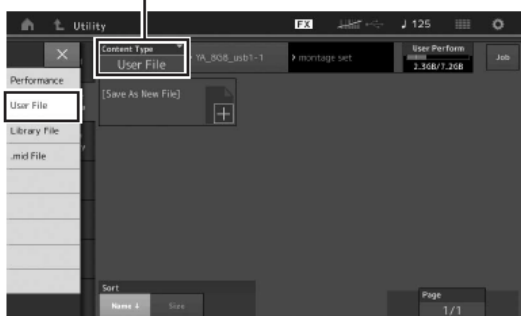 Utility
FX
♩ 125
Content Type
User File
YA_8G8_usb1-1
montage set
User Perform
2.3GB/7.2GB
Job
Performance
User File
Library File
.mid File
[Save As New File]
Sort
Name ↓
Size
Page
1/1